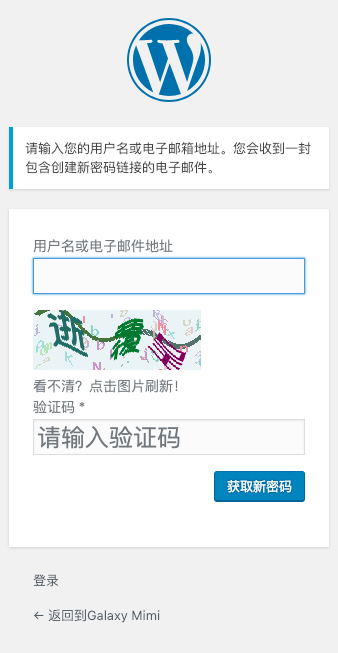 请输入您的用户名或电子邮箱地址。您会收到一封
包含创建新密码链接的电子邮件。
用户名或电子邮件地址
看不清？点击图片刷新！
验证码 *
请输入验证码
获取新密码
登录
← 返回到Galaxy Mimi